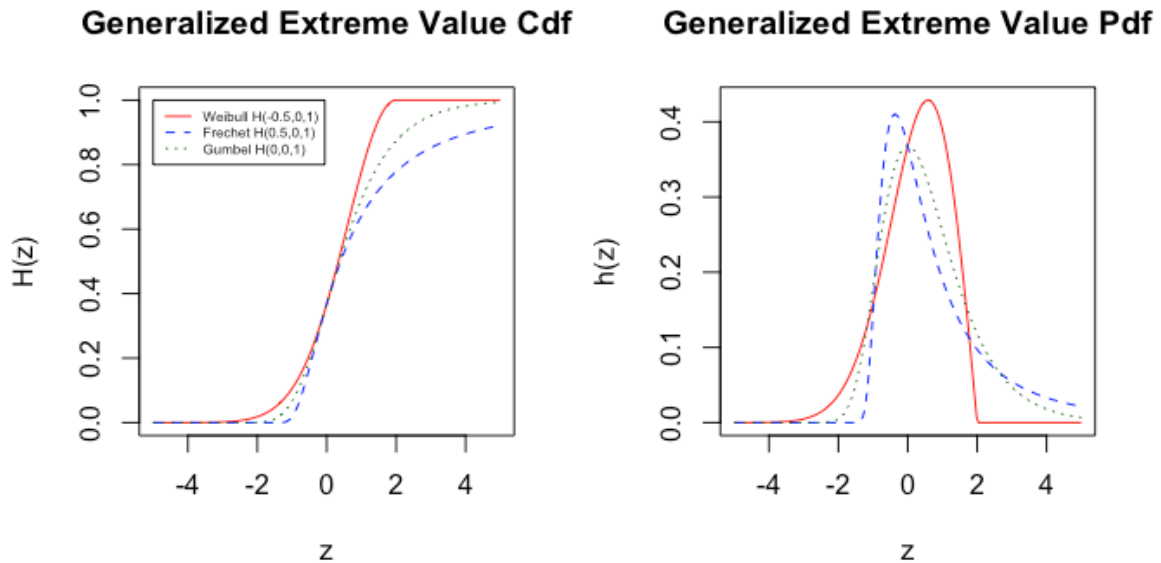 Generalized Extreme Value Cdf
H(z)
1.0
0.8
0.6
0.4
0.2
0.0
Weibull H(-0.5,0,1)
Frechet H(0.5,0,1)
Gumbel H(0,0,1)
-4 -2 0 2 4
z
Generalized Extreme Value Pdf
h(z)
0.4
0.3
0.2
0.1
0.0
-4 -2 0 2 4
z